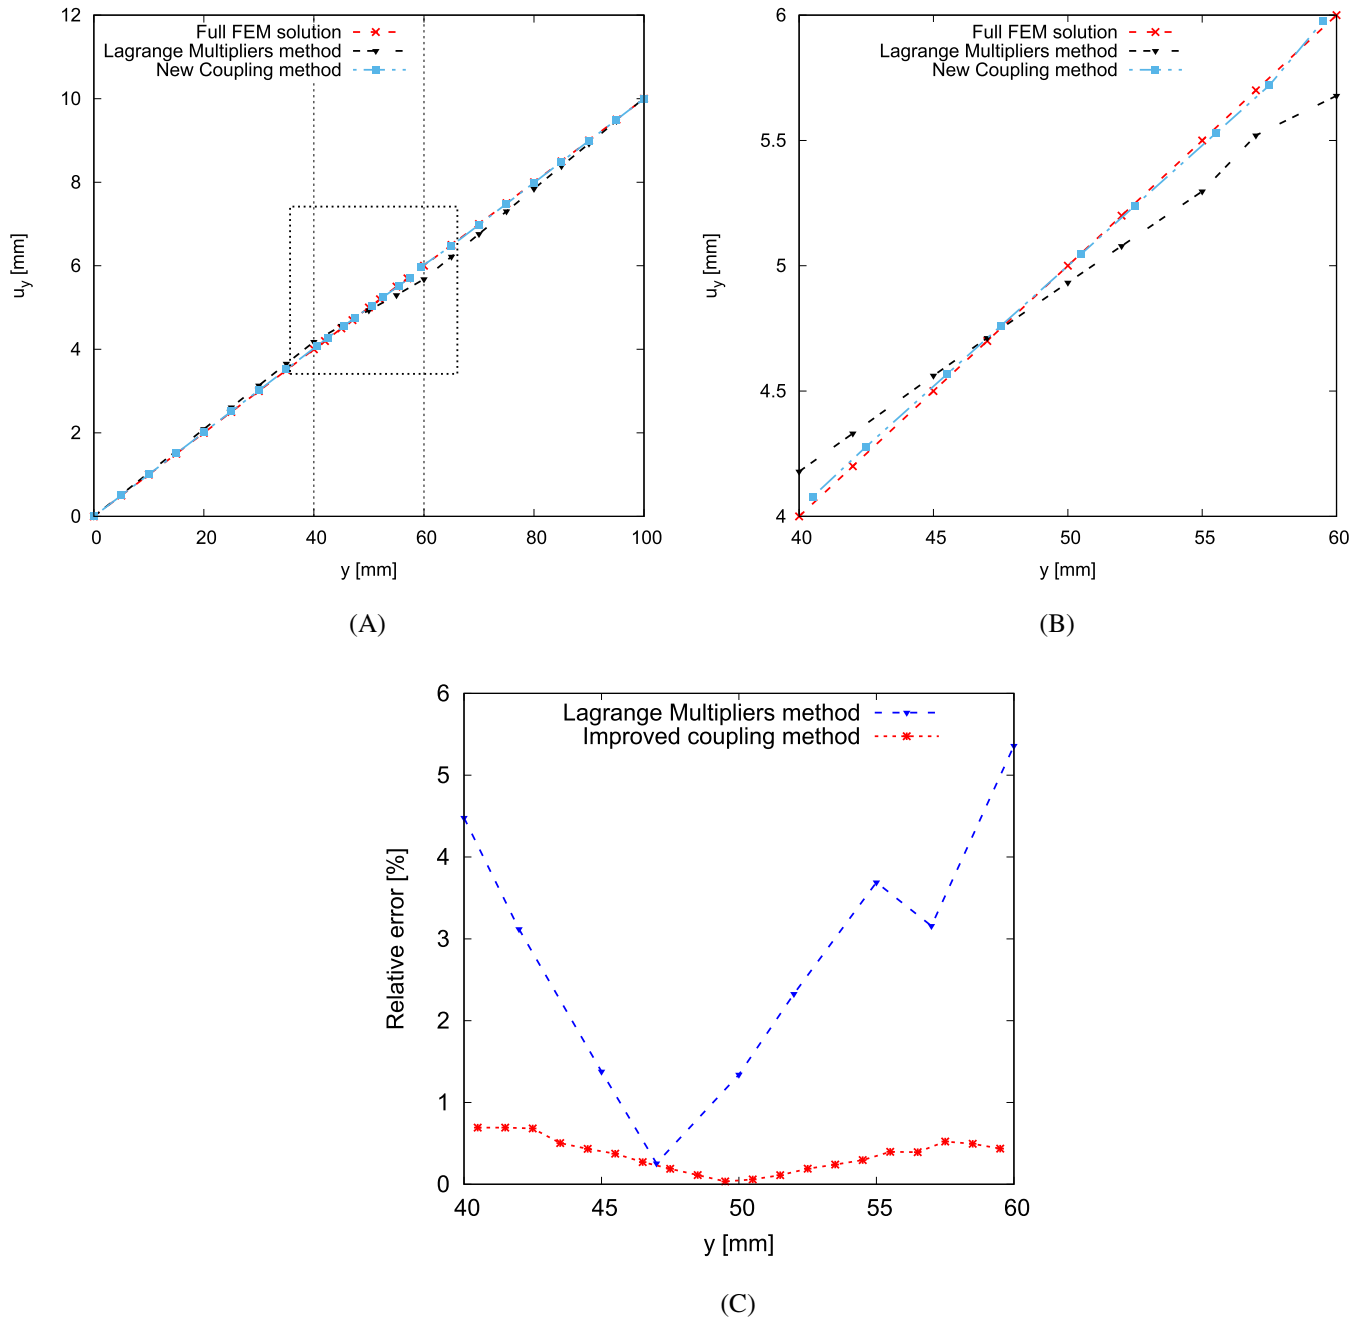 12
10
8
6
4
2
0
u_y [mm]
Full FEM solution
Lagrange Multipliers method
New Coupling method
0 20 40 60 80 100
y [mm]
(A)
6
5.5
5
4.5
4
u_y [mm]
Full FEM solution
Lagrange Multipliers method
New Coupling method
40 45 50 55 60
y [mm]
(B)
6
5
4
3
2
1
0
Relative error [%]
Lagrange Multipliers method
Improved coupling method
40 45 50 55 60
y [mm]
(C)